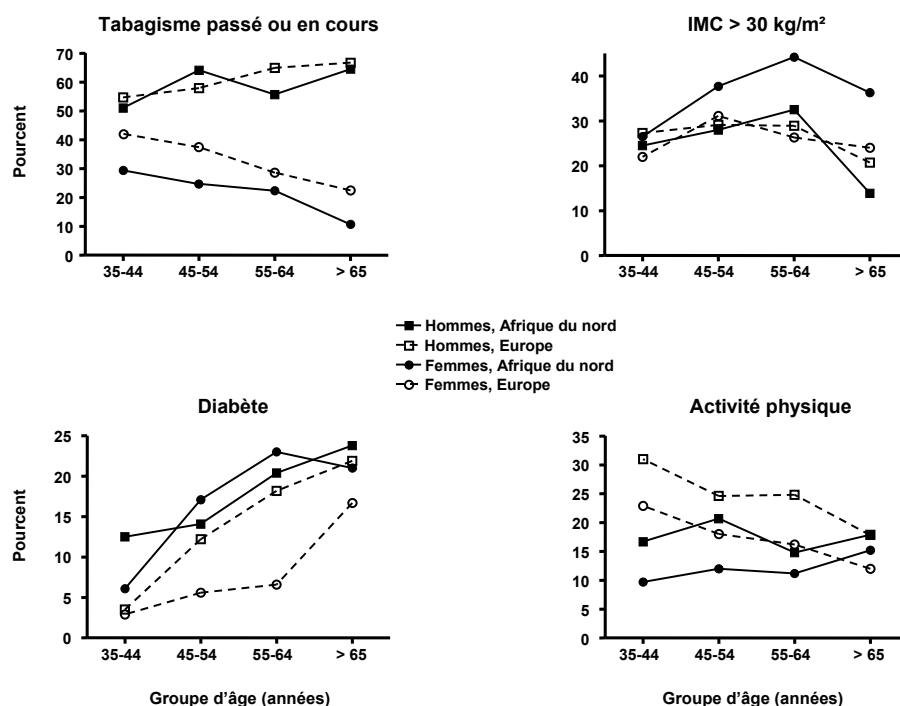 Tabagisme passé ou en cours
Pourcent
70
60
50
40
30
20
10
0
35-44 45-54 55-64 > 65
IMC > 30 kg/m²
50
40
30
20
10
0
35-44 45-54 55-64 > 65
Hommes, Afrique du nord
Hommes, Europe
Femmes, Afrique du nord
Femmes, Europe
Diabète
Pourcent
25
20
15
10
5
0
35-44 45-54 55-64 > 65
Groupe d'âge (années)
Activité physique
35
30
25
20
15
10
5
0
35-44 45-54 55-64 > 65
Groupe d'âge (années)